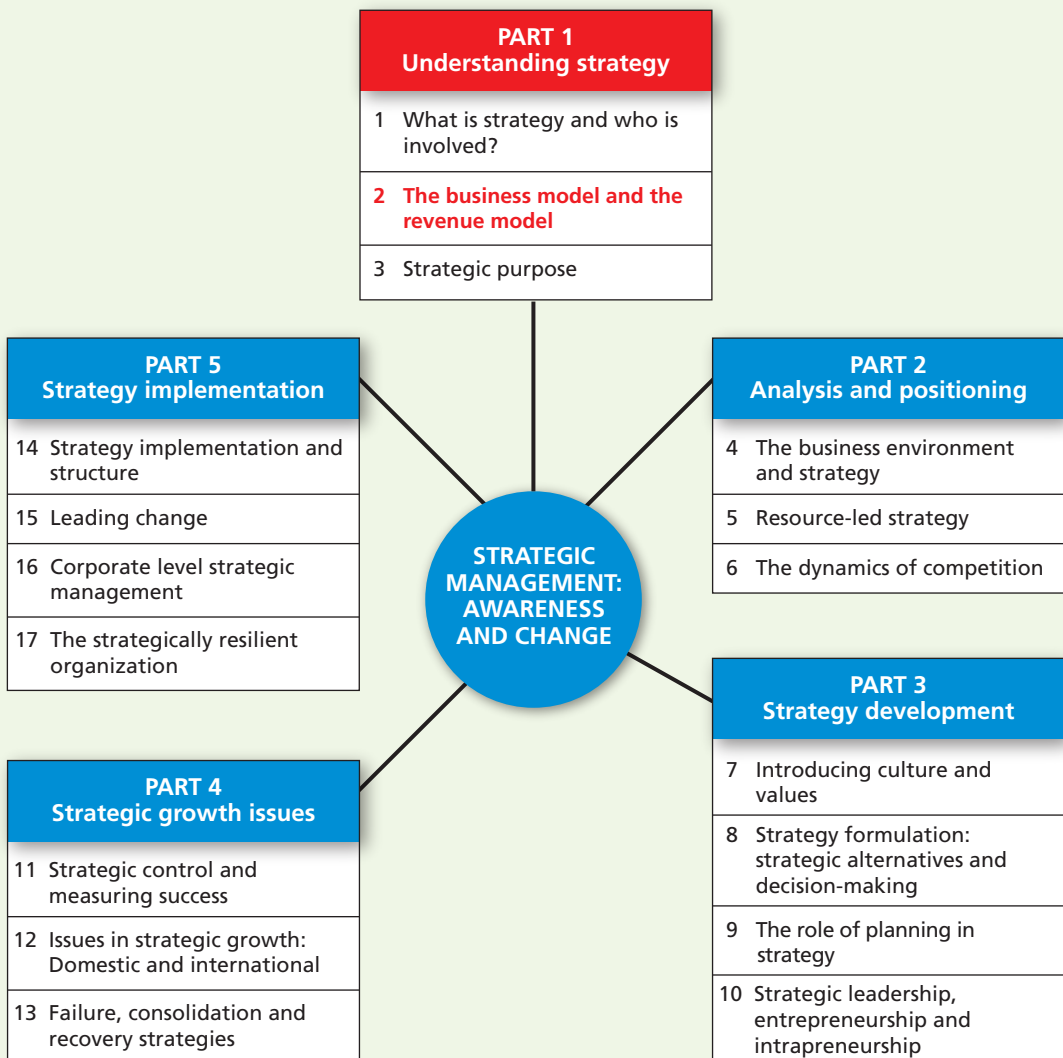 PART 1
Understanding strategy
1 What is strategy and who is
involved?
2 The business model and the
revenue model
3 Strategic purpose
PART 5
Strategy implementation
14 Strategy implementation and
structure
15 Leading change
16 Corporate level strategic
management
17 The strategically resilient
organization
STRATEGIC
MANAGEMENT:
AWARENESS
AND CHANGE
PART 2
Analysis and positioning
4 The business environment
and strategy
5 Resource-led strategy
6 The dynamics of competition
PART 4
Strategic growth issues
11 Strategic control and
measuring success
12 Issues in strategic growth:
Domestic and international
13 Failure, consolidation and
recovery strategies
PART 3
Strategy development
7 Introducing culture and
values
8 Strategy formulation:
strategic alternatives and
decision-making
9 The role of planning in
strategy
10 Strategic leadership,
entrepreneurship and
intrapreneurship